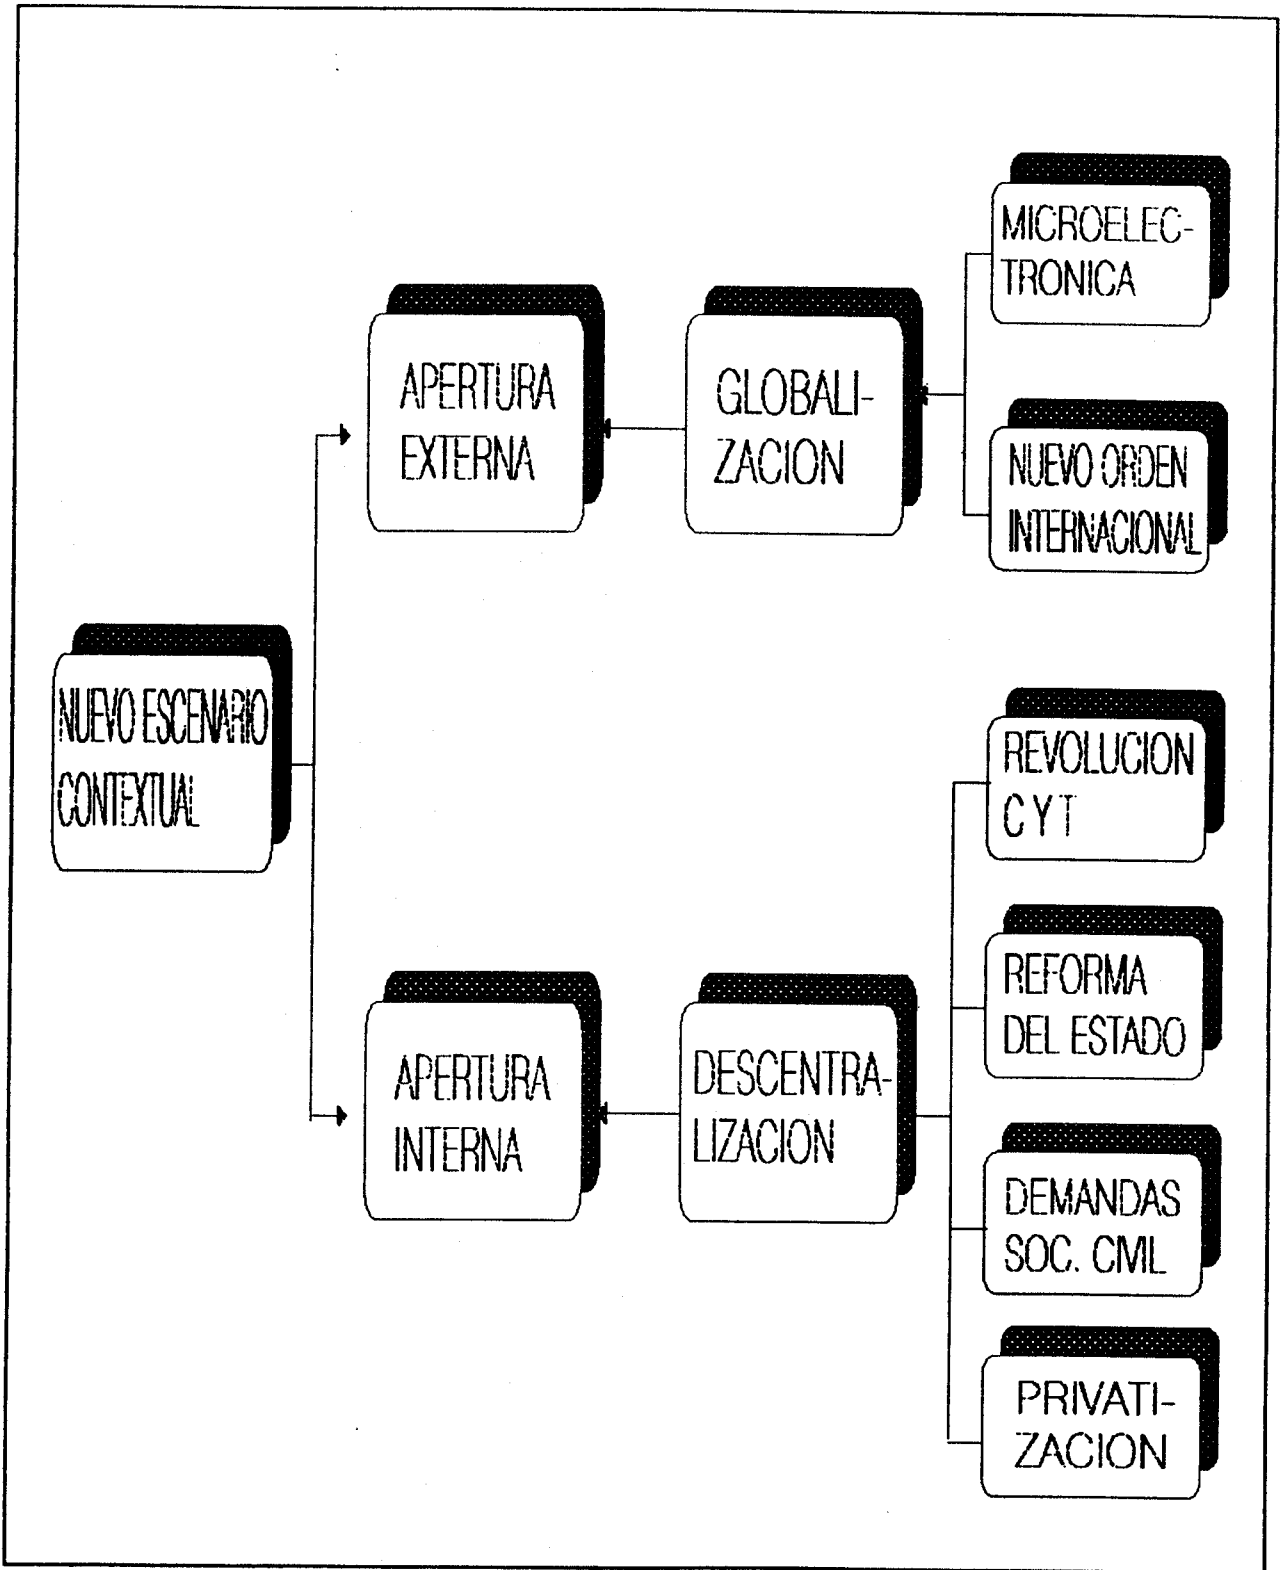 NUEVO ESCENARIO
CONTEXTUAL
APERTURA
EXTERNA
GLOBALI-
ZACION
MICROELEC-
TRONICA
NUEVO ORDEN
INTERNACIONAL
APERTURA
INTERNA
DESCENTRA-
LIZACION
REVOLUCION
C Y T
REFORMA
DEL ESTADO
DEMANDAS
SOC. CIVIL
PRIVATI-
ZACION